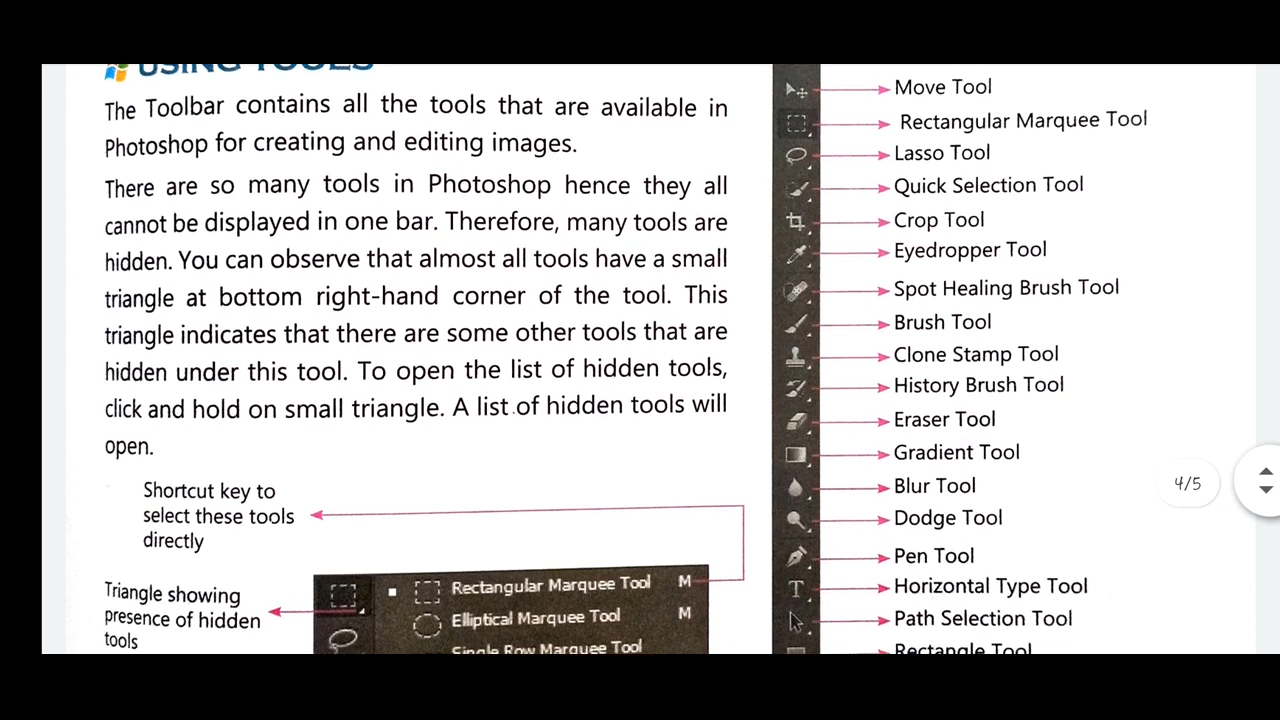 USING TOOLS
The Toolbar contains all the tools that are available in
Photoshop for creating and editing images.
There are so many tools in Photoshop hence they all
cannot be displayed in one bar. Therefore, many tools are
hidden. You can observe that almost all tools have a small
triangle at bottom right-hand corner of the tool. This
triangle indicates that there are some other tools that are
hidden under this tool. To open the list of hidden tools,
click and hold on small triangle. A list of hidden tools will
open.
Shortcut key to
select these tools
directly
Triangle showing
presence of hidden
tools
Rectangular Marquee Tool M
Elliptical Marquee Tool M
Single Row Marquee Tool
Move Tool
Rectangular Marquee Tool
Lasso Tool
Quick Selection Tool
Crop Tool
Eyedropper Tool
Spot Healing Brush Tool
Brush Tool
Clone Stamp Tool
History Brush Tool
Eraser Tool
Gradient Tool
Blur Tool
Dodge Tool
Pen Tool
Horizontal Type Tool
Path Selection Tool
Rectangle Tool
4/5